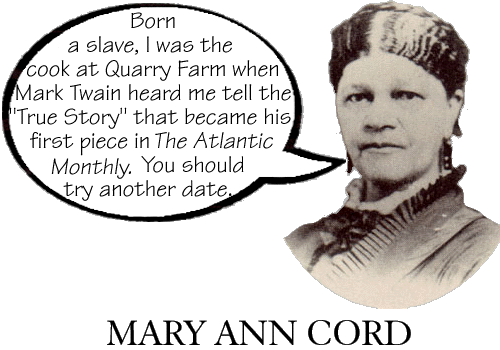 Born
a slave, I was the
cook at Quarry Farm when
Mark Twain heard me tell the
"True Story" that became his
first piece in The Atlantic
Monthly. You should
try another date.
MARY ANN CORD